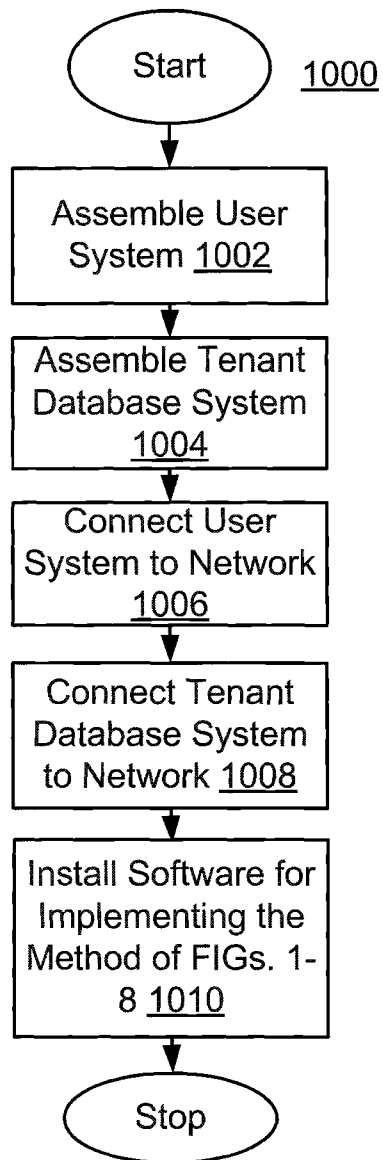 Start
1000
Assemble User
System 1002
Assemble Tenant
Database System
1004
Connect User
System to Network
1006
Connect Tenant
Database System
to Network 1008
Install Software for
Implementing the
Method of FIGs. 1-
8 1010
Stop